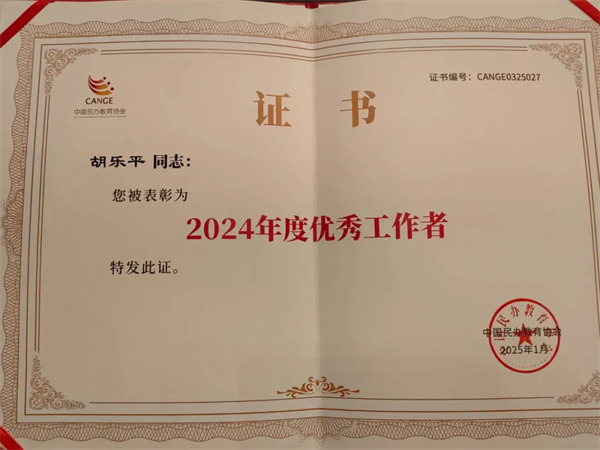 证书编号：CANGE0325027
CANGE
中国民办教育协会
证 书
胡乐平 同志：
您被表彰为
2024年度优秀工作者
特发此证。
中国民办教育协会
2025年1月